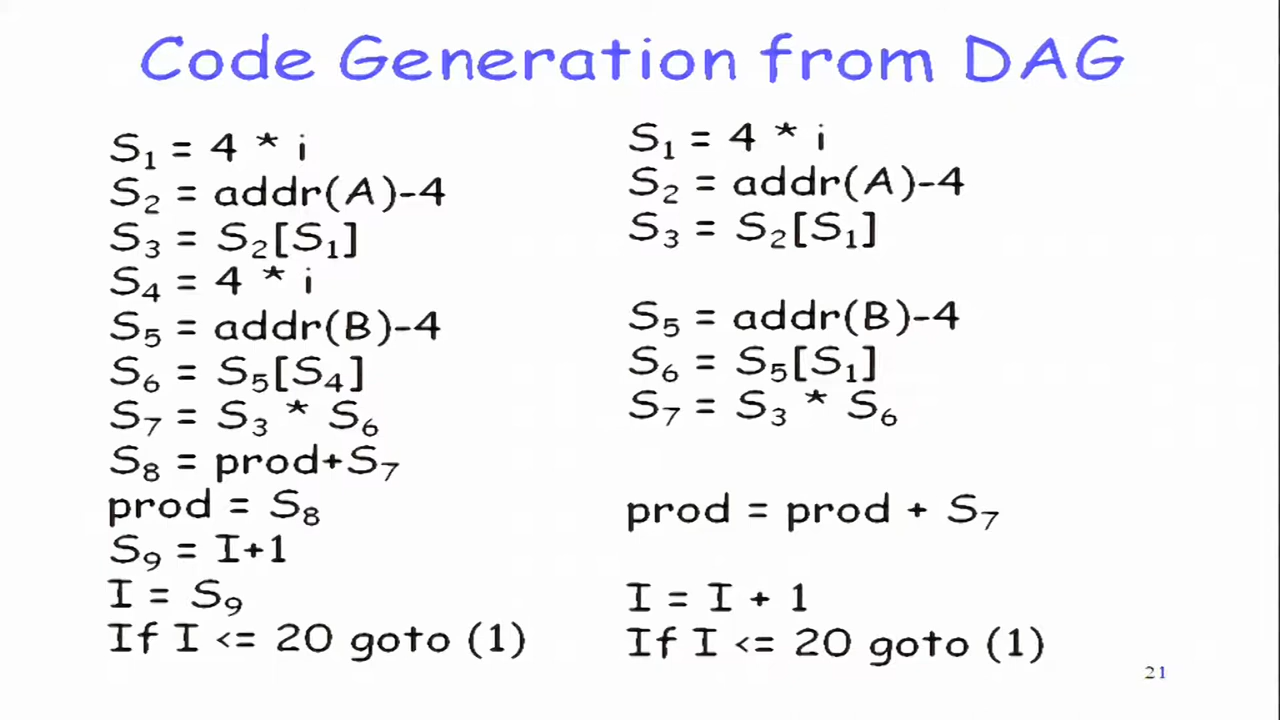 Code Generation from DAG
S₁ = 4 * i
S₂ = addr(A)-4
S₃ = S₂[S₁]
S₄ = 4 * i
S₅ = addr(B)-4
S₆ = S₅[S₄]
S₇ = S₃ * S₆
S₈ = prod+S₇
prod = S₈
S₉ = I+1
I = S₉
If I <= 20 goto (1)
S₁ = 4 * i
S₂ = addr(A)-4
S₃ = S₂[S₁]
S₅ = addr(B)-4
S₆ = S₅[S₁]
S₇ = S₃ * S₆
prod = prod + S₇
I = I + 1
If I <= 20 goto (1)
21